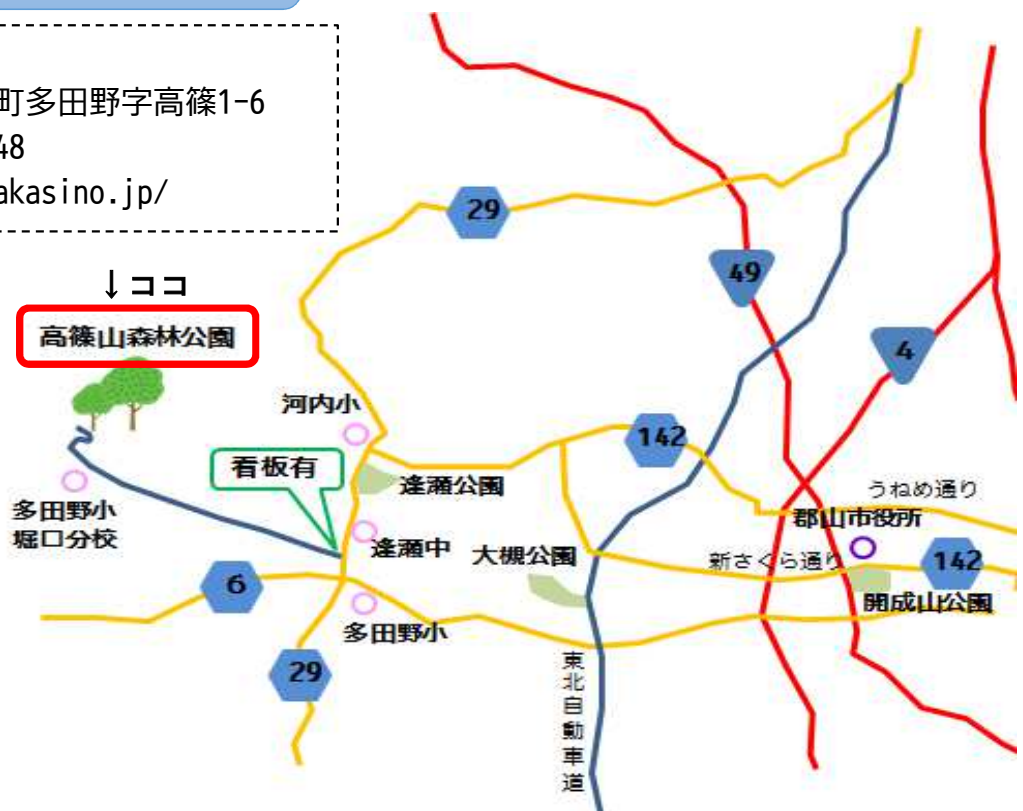 町多田野字高篠1-6
48
akasino.jp/
↓ココ
高篠山森林公園
29
49
4
河内小
142
看板有
逢瀬公園
うねめ通り
多田野小
堀口分校
郡山市役所
逢瀬中
大槻公園
新さくら通り
142
6
開成山公園
多田野小
29
東北自動車道